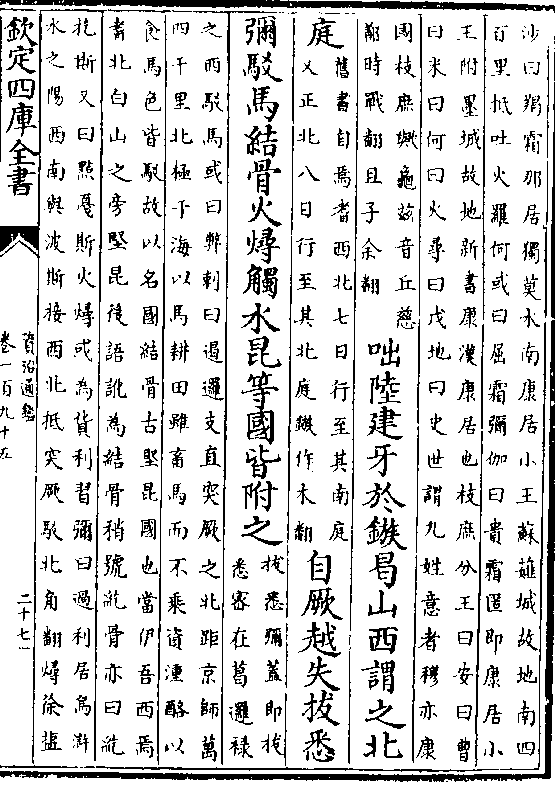 沙曰羯霜那居獨莫水南康居小王蘇薤城故地南四
百里抵吐火羅何或曰屈霜彌伽曰貴霜匿即康居小
王附墨城故地新書康漢康居也枝庶分王曰安曰曹
曰米曰何曰火尋曰戊地曰史世謂九姓意者穆亦康
國枝庶歟龜兹音丘慈
鄯時戰翻且子余翻
咄陸建牙於鏃曷山西謂之北
庭
舊書自焉耆西北七日行至其南庭
又正北八日行至其北庭鏃作木翻
自厥越失拔悉
彌駁馬結骨火燖觸水昆等國皆附之
拔悉彌蓋即拔
悉宻在葛邏禄
之西駁馬或曰弊刺曰遏邏支直突厥之北距京師萬
四千里北極于海以馬耕田雖畜馬而不乗資湩酪以
食馬色皆駁故以名國結骨古堅昆國也當伊吾西焉
耆北白山之旁堅昆後語訛為結骨稍號紇骨亦曰紇
扢斯又曰黠戛斯火燖或為貨利習彌曰過利居烏滸
水之陽西南與波斯接西北抵突厥駁北角翻燖徐盬
欽定四庫全書
資治通鑑
卷一百九十五
二十七